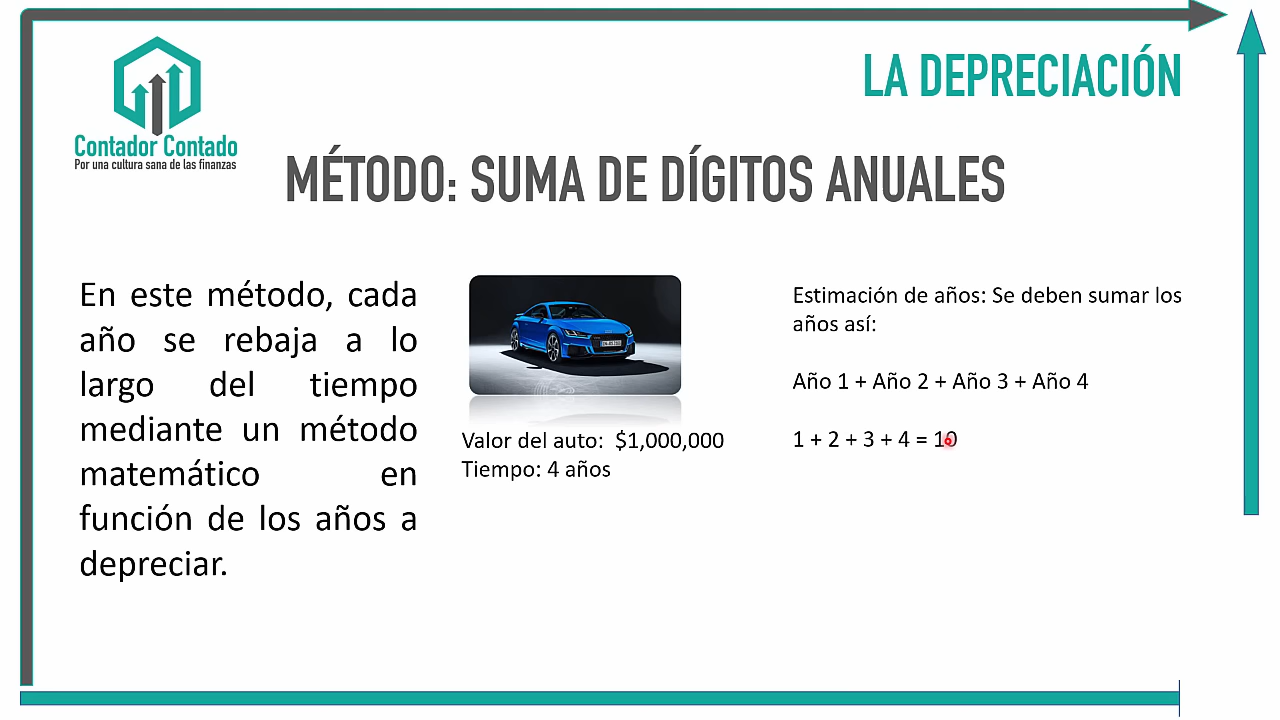 LA DEPRECIACIÓN
Contador Contado
Por una cultura sana de las finanzas
MÉTODO: SUMA DE DÍGITOS ANUALES
En este método, cada
año se rebaja a lo
largo del tiempo
mediante un método
matemático en
función de los años a
depreciar.
Valor del auto: $1,000,000
Tiempo: 4 años
Estimación de años: Se deben sumar los
años así:
Año 1 + Año 2 + Año 3 + Año 4
1 + 2 + 3 + 4 = 10